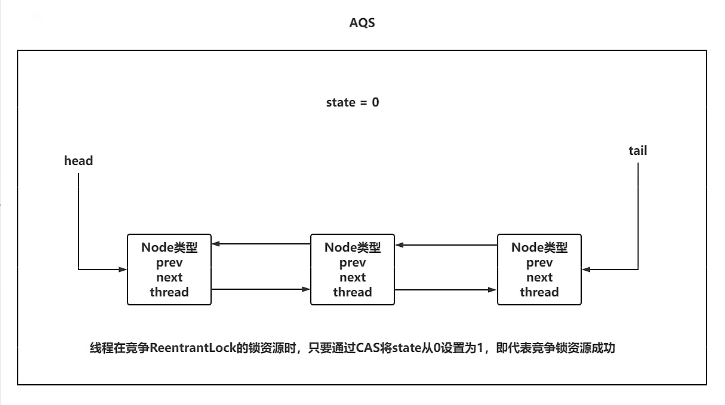 AQS
state = 0
head
tail
Node类型
prev
next
thread
Node类型
prev
next
thread
Node类型
prev
next
thread
线程在竞争ReentrantLock的锁资源时，只要通过CAS将state从0设置为1，即代表竞争锁资源成功